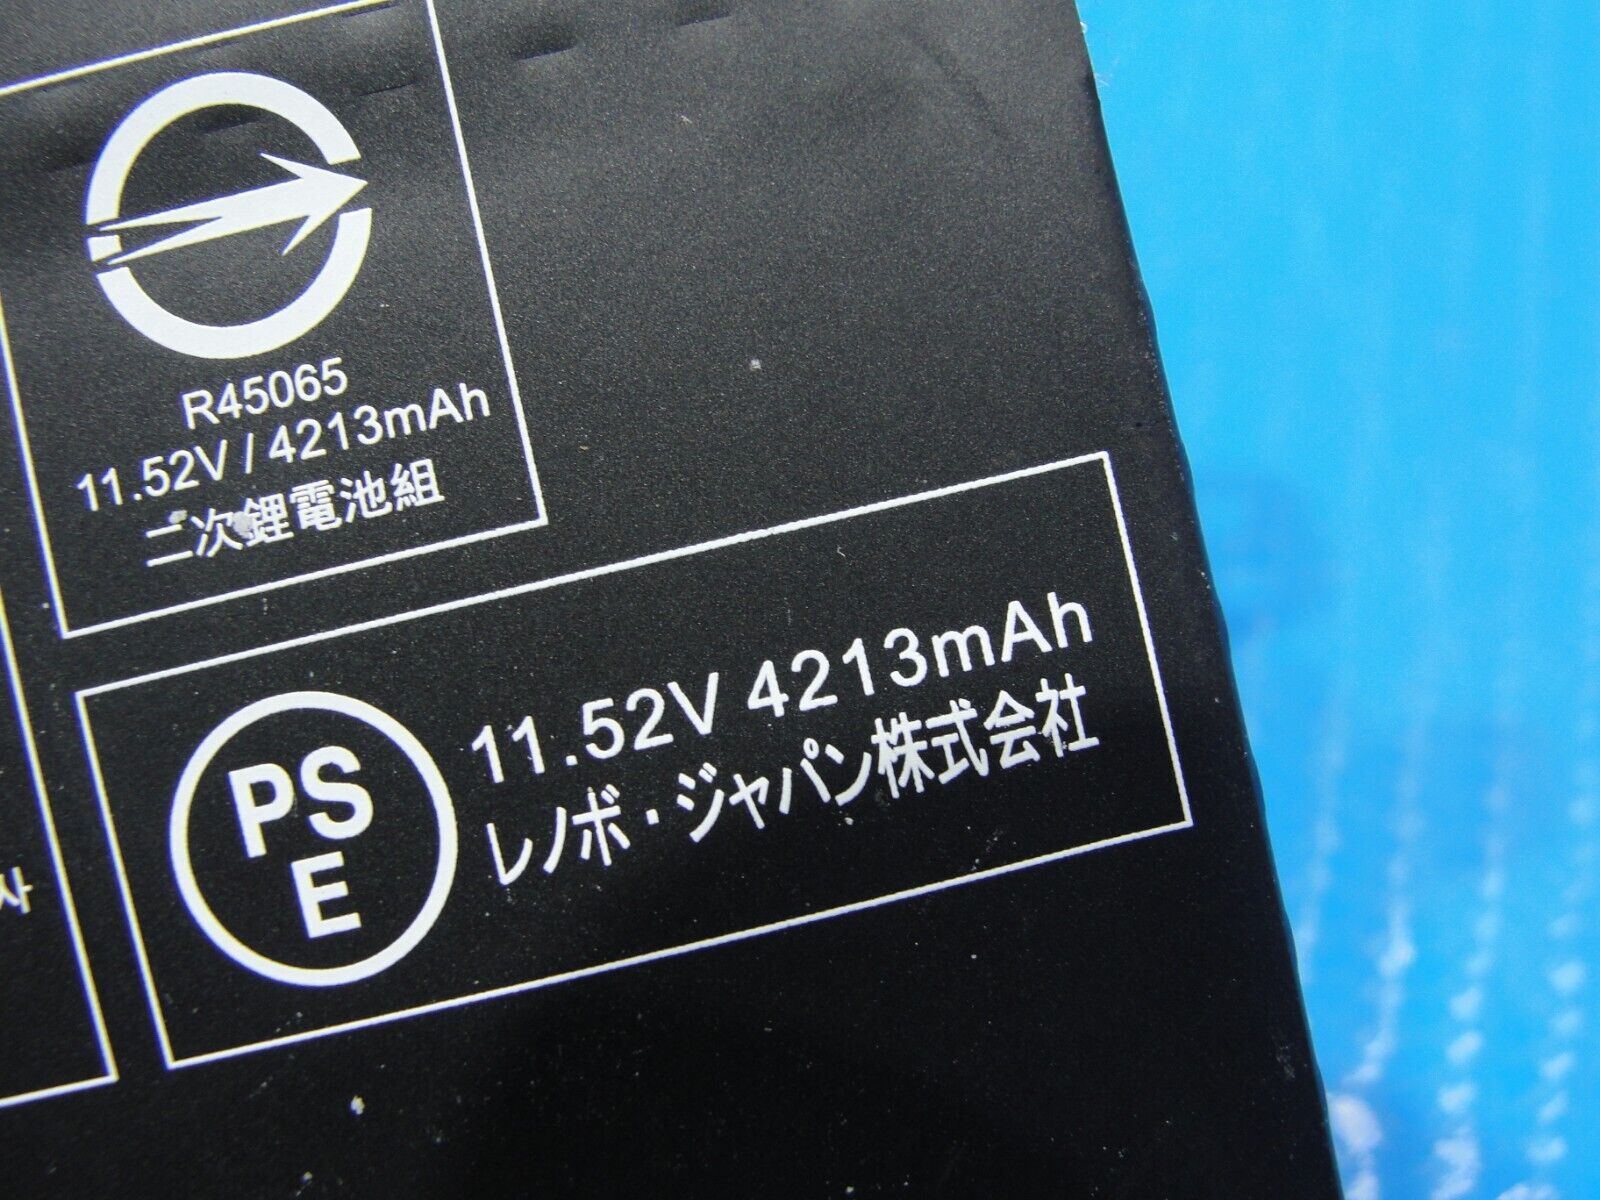 R45065
11.52V / 4213mAh
二次鋰電池組
PS
E
11.52V 4213mAh
レノボ・ジャパン株式会社
사